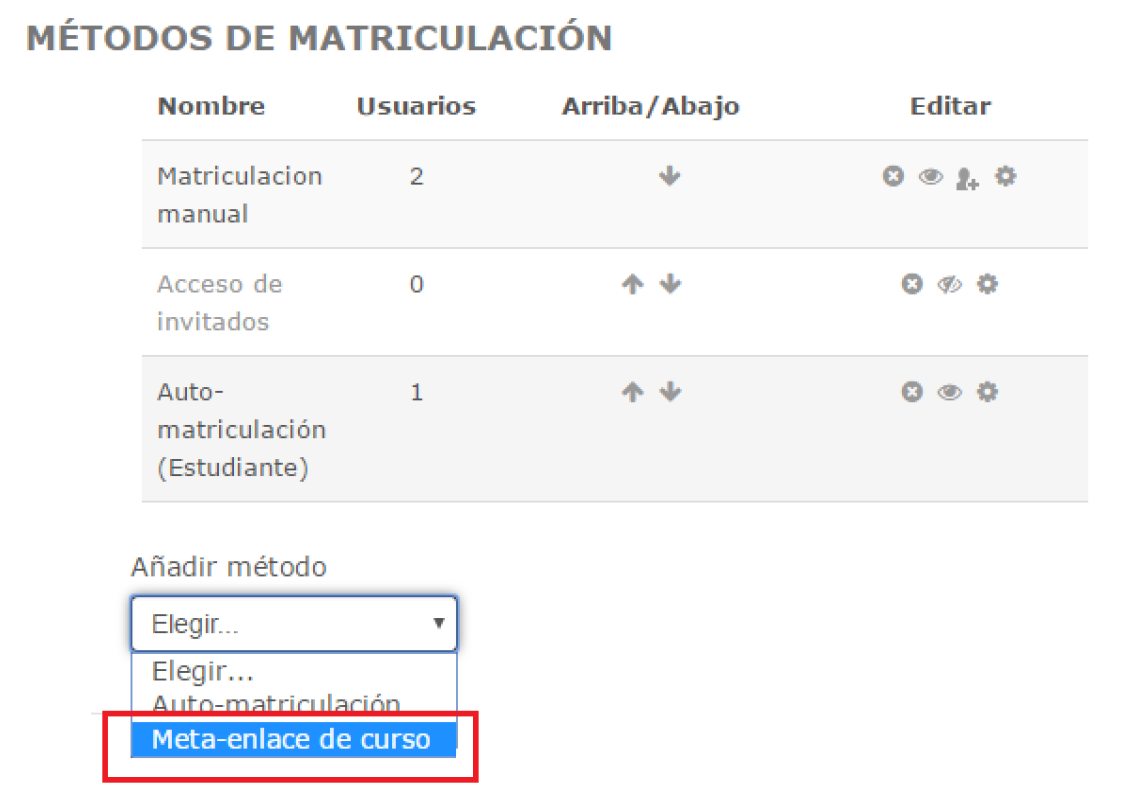 MÉTODOS DE MATRICULACIÓN
Nombre Usuarios Arriba/Abajo Editar
Matriculacion 2
manual
Acceso de 0
invitados
Auto- 1
matriculación
(Estudiante)
Añadir método
Elegir...
Elegir...
Auto-matriculación
Meta-enlace de curso